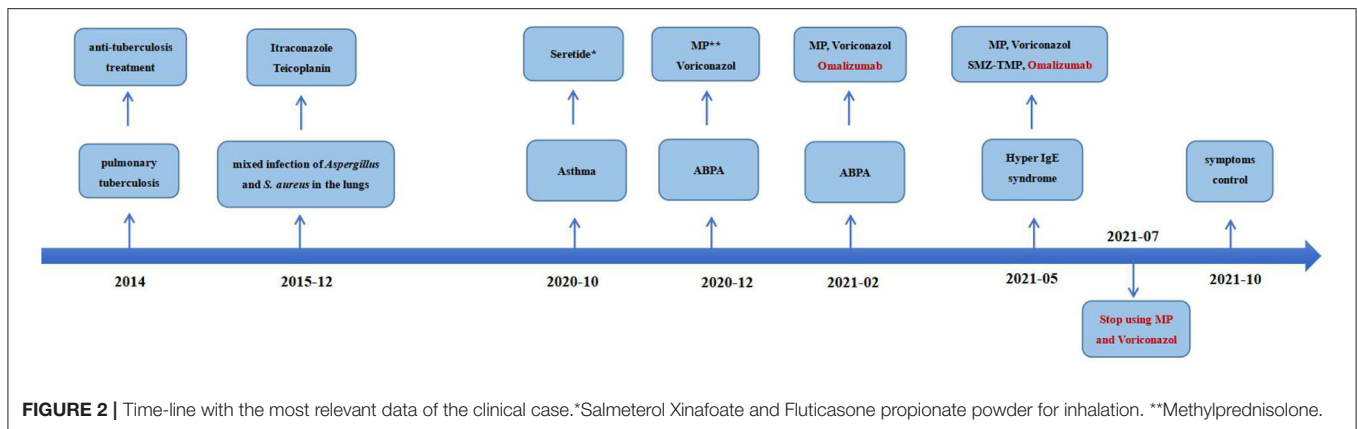 anti-tuberculosis
treatment
Itraconazole
Teicoplanin
Seretide*
MP**
Voriconazol
MP, Voriconazol
Omalizumab
MP, Voriconazol
SMZ-TMP, Omalizumab
pulmonary
tuberculosis
mixed infection of Aspergillus
and S. aureus in the lungs
Asthma
ABPA
ABPA
Hyper IgE
syndrome
symptoms
control
2021-07
2014
2015-12
2020-10
2020-12
2021-02
2021-05
2021-10
Stop using MP
and Voriconazol
FIGURE 2 | Time-line with the most relevant data of the clinical case.*Salmeterol Xinafoate and Fluticasone propionate powder for inhalation. **Methylprednisolone.